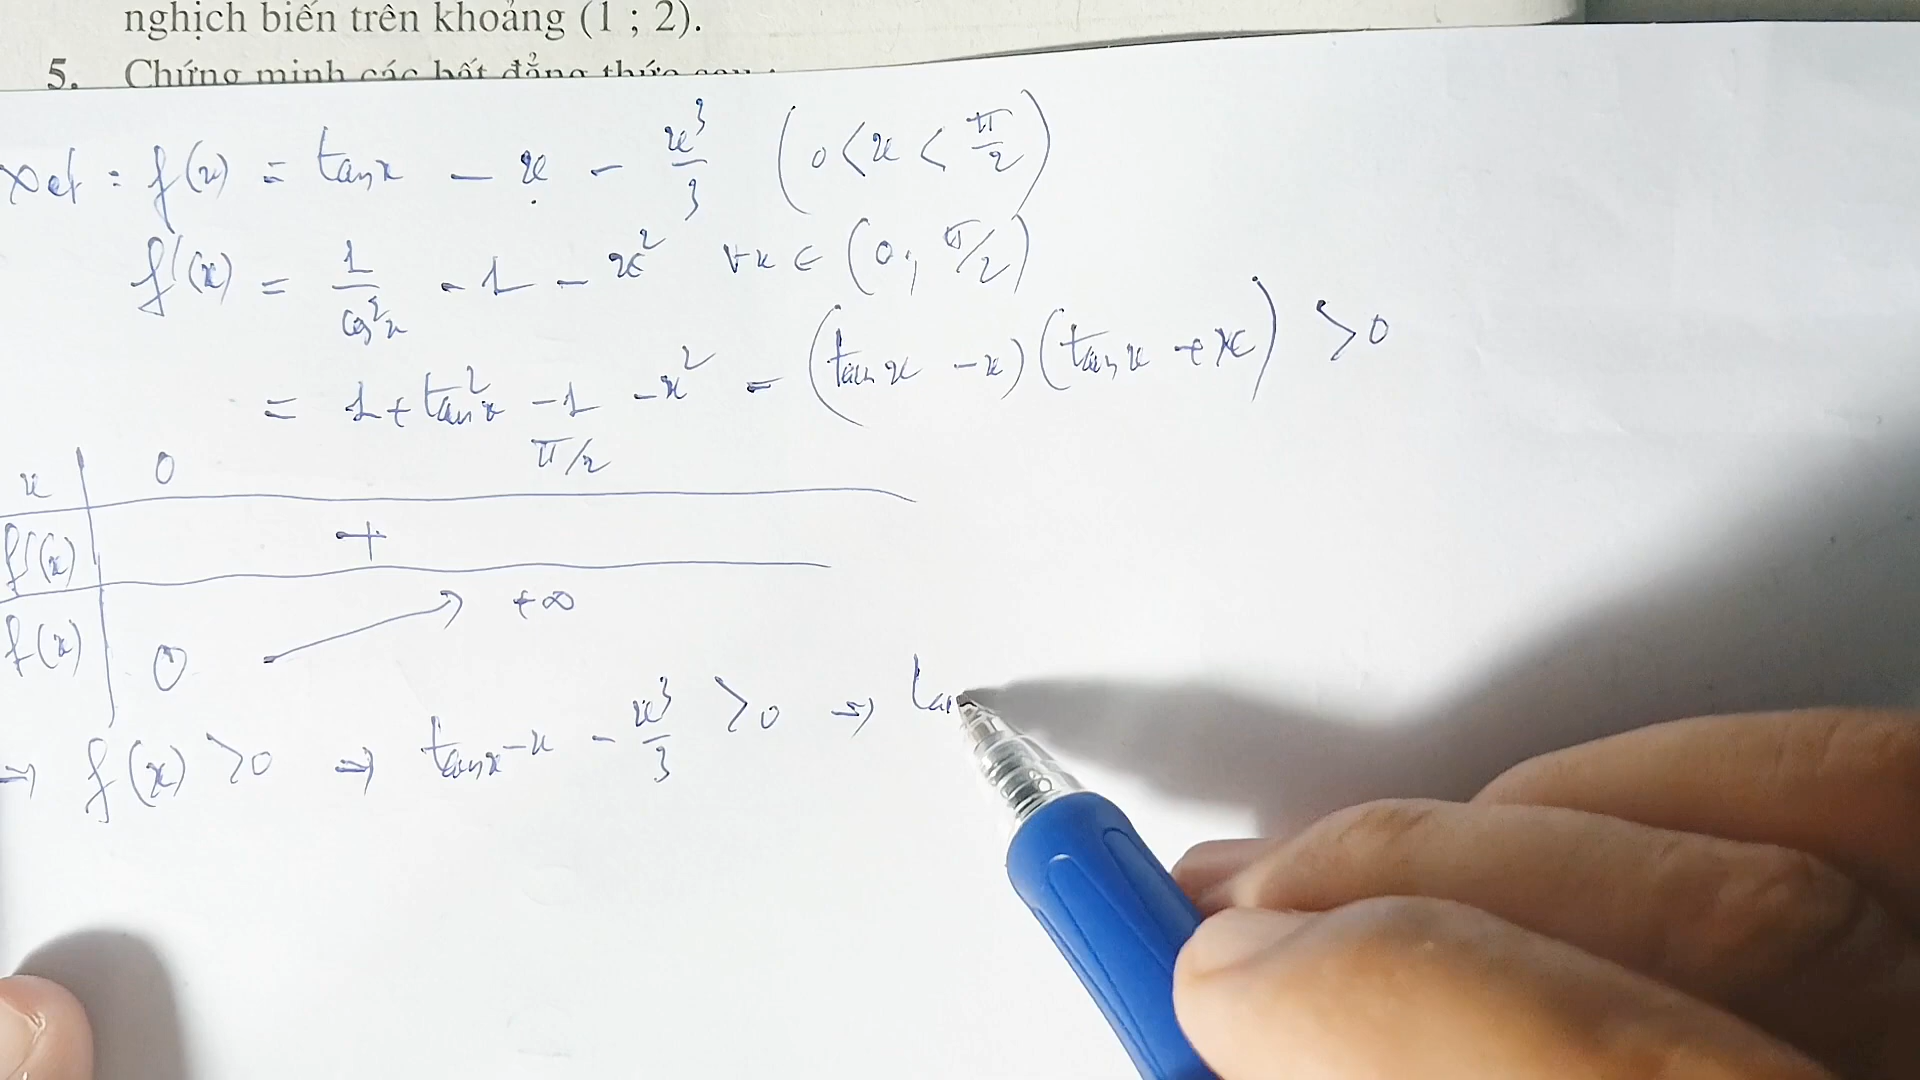 nghịch biến trên khoảng (1 ; 2).
5. Chứng minh các bất đẳng thức sau :
Xét : f(x) = tanx - x - x³/3 (0 < x < π/2)
f'(x) = 1/cos²x - 1 - x² ∀x ∈ (0; π/2)
= 1 + tan²x - 1 - x² = (tanx - x)(tanx + x) > 0
x 0 π/2
f'(x) +
f(x) 0 +∞
⇒ f(x) > 0 ⇒ tanx - x - x³/3 > 0 ⇒ tan